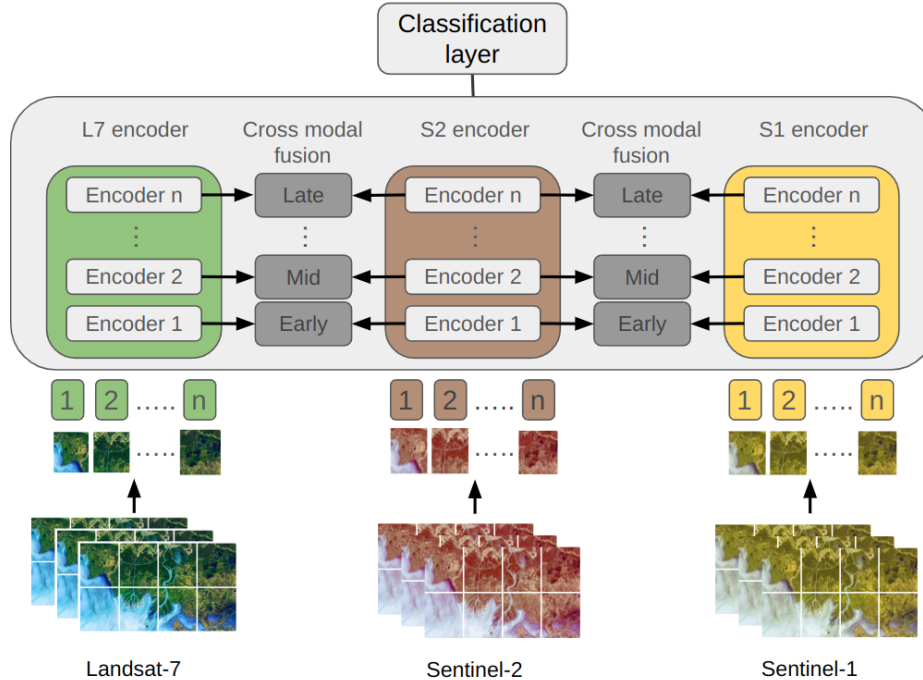 Classification
layer
L7 encoder
Cross modal
fusion
S2 encoder
Cross modal
fusion
S1 encoder
Encoder n
Late
Encoder n
Late
Encoder n
⋮ ⋮ ⋮ ⋮ ⋮
Encoder 2
Mid
Encoder 2
Mid
Encoder 2
Encoder 1
Early
Encoder 1
Early
Encoder 1
1 2 ..... n
1 2 ..... n
1 2 ..... n
.....
.....
.....
Landsat-7
Sentinel-2
Sentinel-1